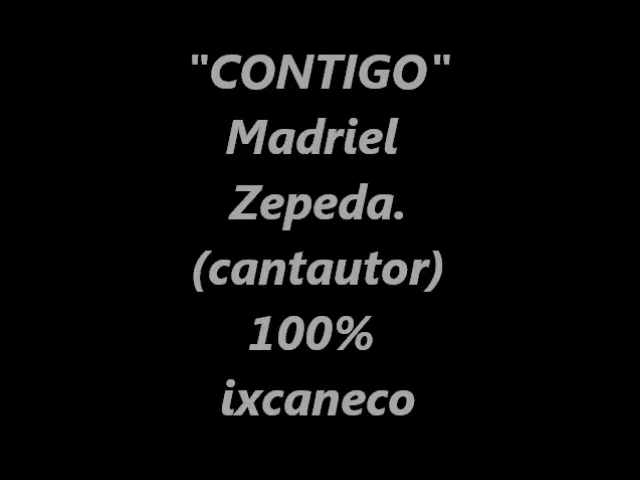 "CONTIGO"
Madriel
Zepeda.
(cantautor)
100%
ixcaneco